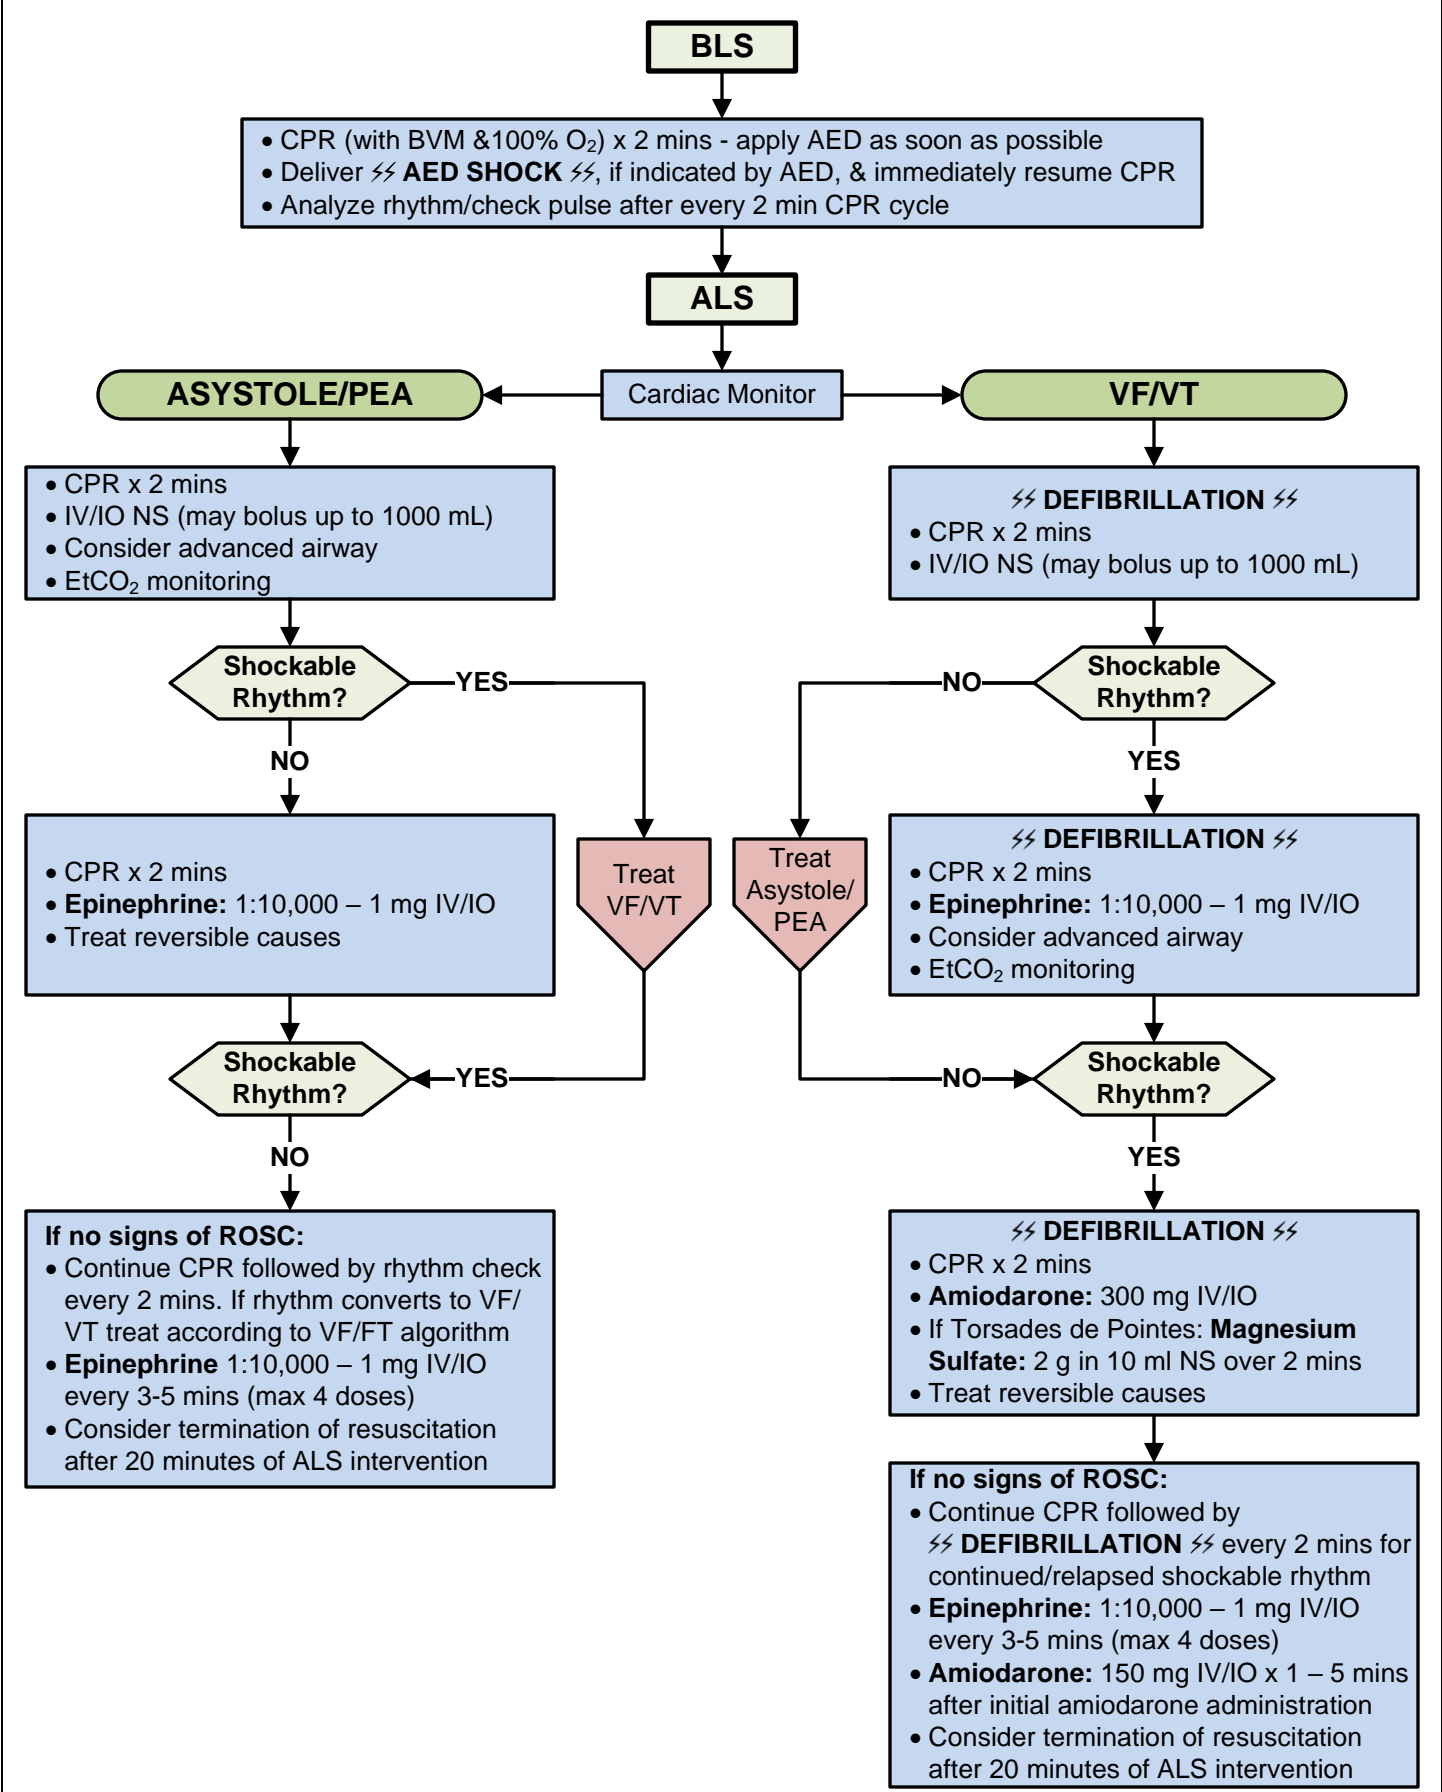 BLS
• CPR (with BVM &100% O₂) x 2 mins - apply AED as soon as possible
• Deliver ⚡⚡ AED SHOCK ⚡⚡, if indicated by AED, & immediately resume CPR
• Analyze rhythm/check pulse after every 2 min CPR cycle
ALS
Cardiac Monitor
ASYSTOLE/PEA
• CPR x 2 mins
• IV/IO NS (may bolus up to 1000 mL)
• Consider advanced airway
• EtCO₂ monitoring
Shockable
Rhythm?
YES
NO
• CPR x 2 mins
• Epinephrine: 1:10,000 – 1 mg IV/IO
• Treat reversible causes
Treat
VF/VT
Shockable
Rhythm?
YES
NO
If no signs of ROSC:
• Continue CPR followed by rhythm check
every 2 mins. If rhythm converts to VF/
VT treat according to VF/FT algorithm
• Epinephrine 1:10,000 – 1 mg IV/IO
every 3-5 mins (max 4 doses)
• Consider termination of resuscitation
after 20 minutes of ALS intervention
VF/VT
⚡⚡ DEFIBRILLATION ⚡⚡
• CPR x 2 mins
• IV/IO NS (may bolus up to 1000 mL)
Shockable
Rhythm?
NO
YES
Treat
Asystole/
PEA
⚡⚡ DEFIBRILLATION ⚡⚡
• CPR x 2 mins
• Epinephrine: 1:10,000 – 1 mg IV/IO
• Consider advanced airway
• EtCO₂ monitoring
Shockable
Rhythm?
NO
YES
⚡⚡ DEFIBRILLATION ⚡⚡
• CPR x 2 mins
• Amiodarone: 300 mg IV/IO
• If Torsades de Pointes: Magnesium
Sulfate: 2 g in 10 ml NS over 2 mins
• Treat reversible causes
If no signs of ROSC:
• Continue CPR followed by
⚡⚡ DEFIBRILLATION ⚡⚡ every 2 mins for
continued/relapsed shockable rhythm
• Epinephrine: 1:10,000 – 1 mg IV/IO
every 3-5 mins (max 4 doses)
• Amiodarone: 150 mg IV/IO x 1 – 5 mins
after initial amiodarone administration
• Consider termination of resuscitation
after 20 minutes of ALS intervention